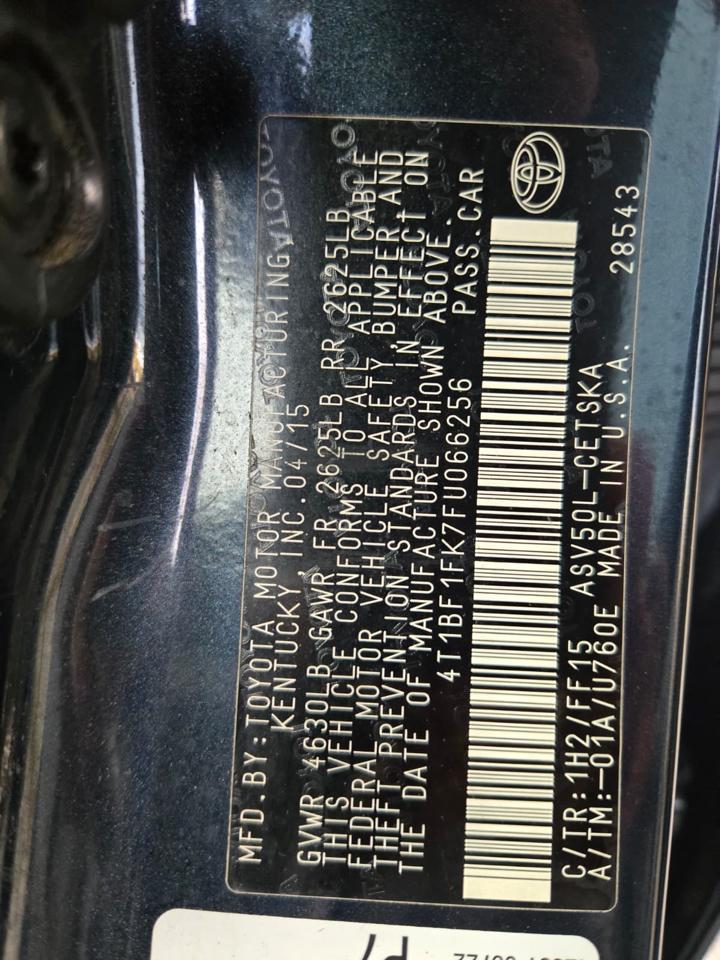 MFD.BY:TOYOTA MOTOR MANUFACTURING
KENTUCKY INC.04/15
GVWR 4630LB GAWR FR 2625LB RR 2625LB
THIS VEHICLE CONFORMS TO ALL APPLICABLE
FEDERAL MOTOR VEHICLE SAFETY, BUMPER AND
THEFT PREVENTION STANDARDS IN EFFECT ON
THE DATE OF MANUFACTURE SHOWN ABOVE.
4T1BF1FK7FU066256 PASS.CAR
C/TR:1H2/FF15 ASV50L-CETSKA
A/TM:-01A/U760E MADE IN U.S.A. 28543